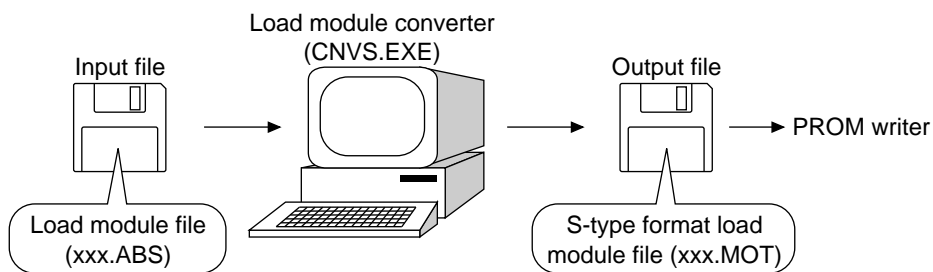 Load module converter
(CNVS.EXE)
Input file
Output file
PROM writer
Load module file
(xxx.ABS)
S-type format load
module file (xxx.MOT)